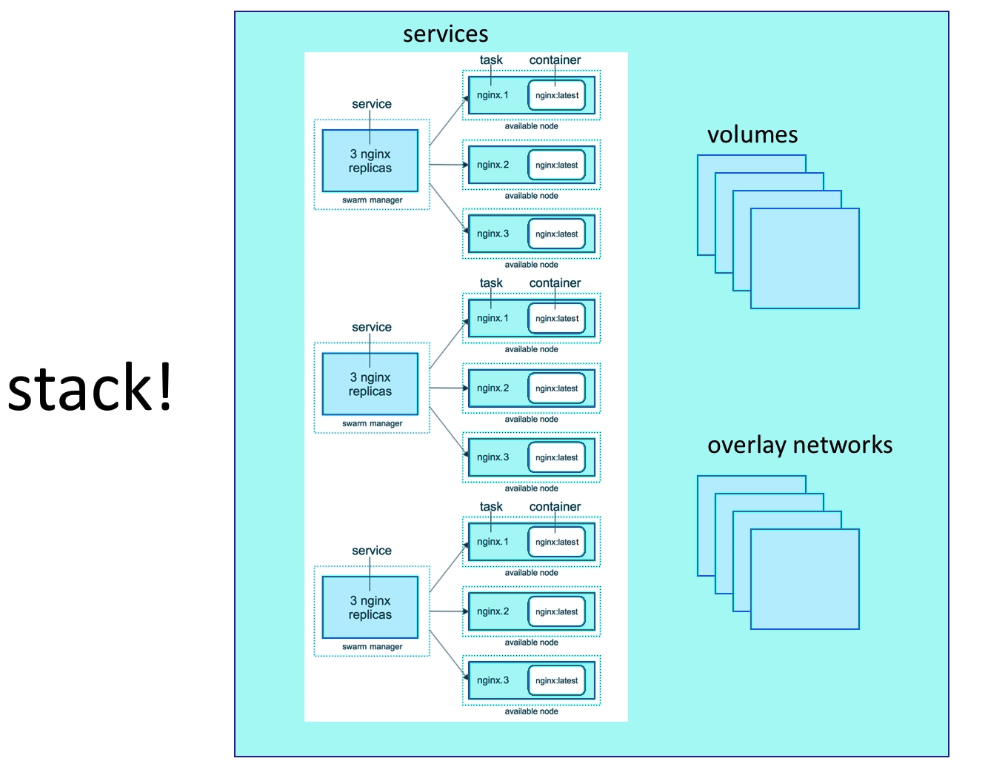 services
task container
nginx.1 nginx:latest
available node
service
3 nginx
replicas
swarm manager
nginx.2 nginx:latest
available node
nginx.3 nginx:latest
available node
task container
nginx.1 nginx:latest
available node
service
3 nginx
replicas
swarm manager
nginx.2 nginx:latest
available node
nginx.3 nginx:latest
available node
task container
nginx.1 nginx:latest
available node
service
3 nginx
replicas
swarm manager
nginx.2 nginx:latest
available node
nginx.3 nginx:latest
available node
volumes
overlay networks
stack!